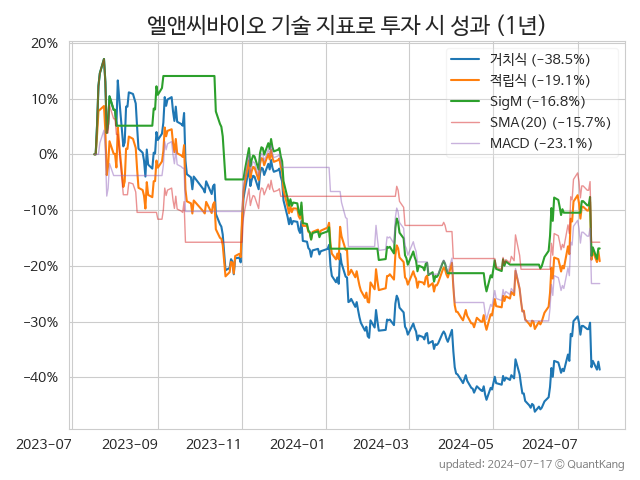 엘앤씨바이오 기술 지표로 투자 시 성과 (1년)
거치식 (−38.5%)
적립식 (−19.1%)
SigM (−16.8%)
SMA(20) (−15.7%)
MACD (−23.1%)
20%
10%
0%
−10%
−20%
−30%
−40%
2023-07
2023-09
2023-11
2024-01
2024-03
2024-05
2024-07
updated: 2024-07-17 © QuantKang